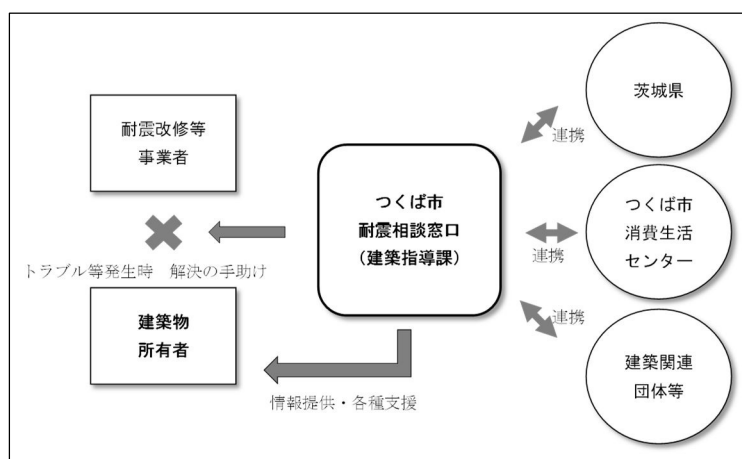 耐震改修等
事業者
トラブル等発生時　解決の手助け
建築物
所有者
つくば市
耐震相談窓口
（建築指導課）
情報提供・各種支援
連携
茨城県
連携
つくば市
消費生活
センター
連携
建築関連
団体等